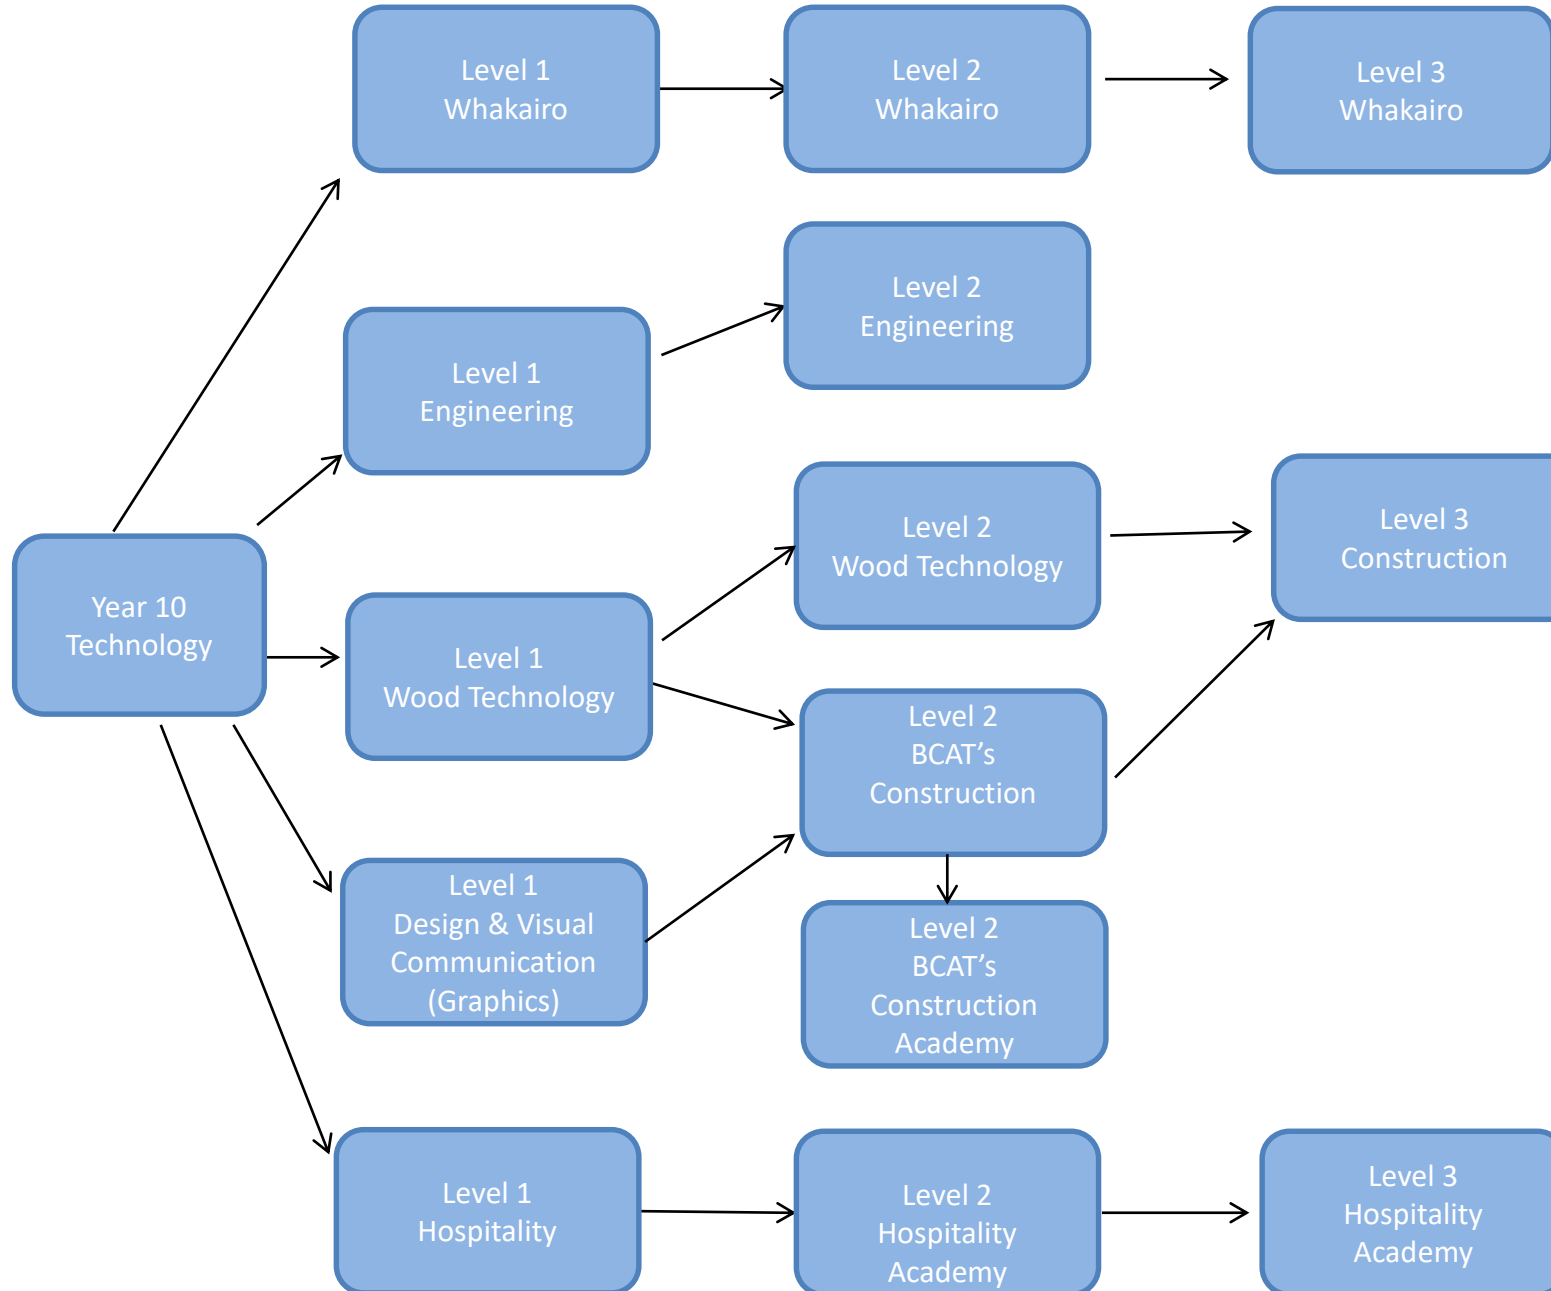 Level 1
Whakairo
Level 2
Whakairo
Level 3
Whakairo
Level 2
Engineering
Level 1
Engineering
Level 2
Wood Technology
Level 3
Construction
Year 10
Technology
Level 1
Wood Technology
Level 2
BCAT’s
Construction
Level 1
Design & Visual
Communication
(Graphics)
Level 2
BCAT’s
Construction
Academy
Level 1
Hospitality
Level 2
Hospitality
Academy
Level 3
Hospitality
Academy